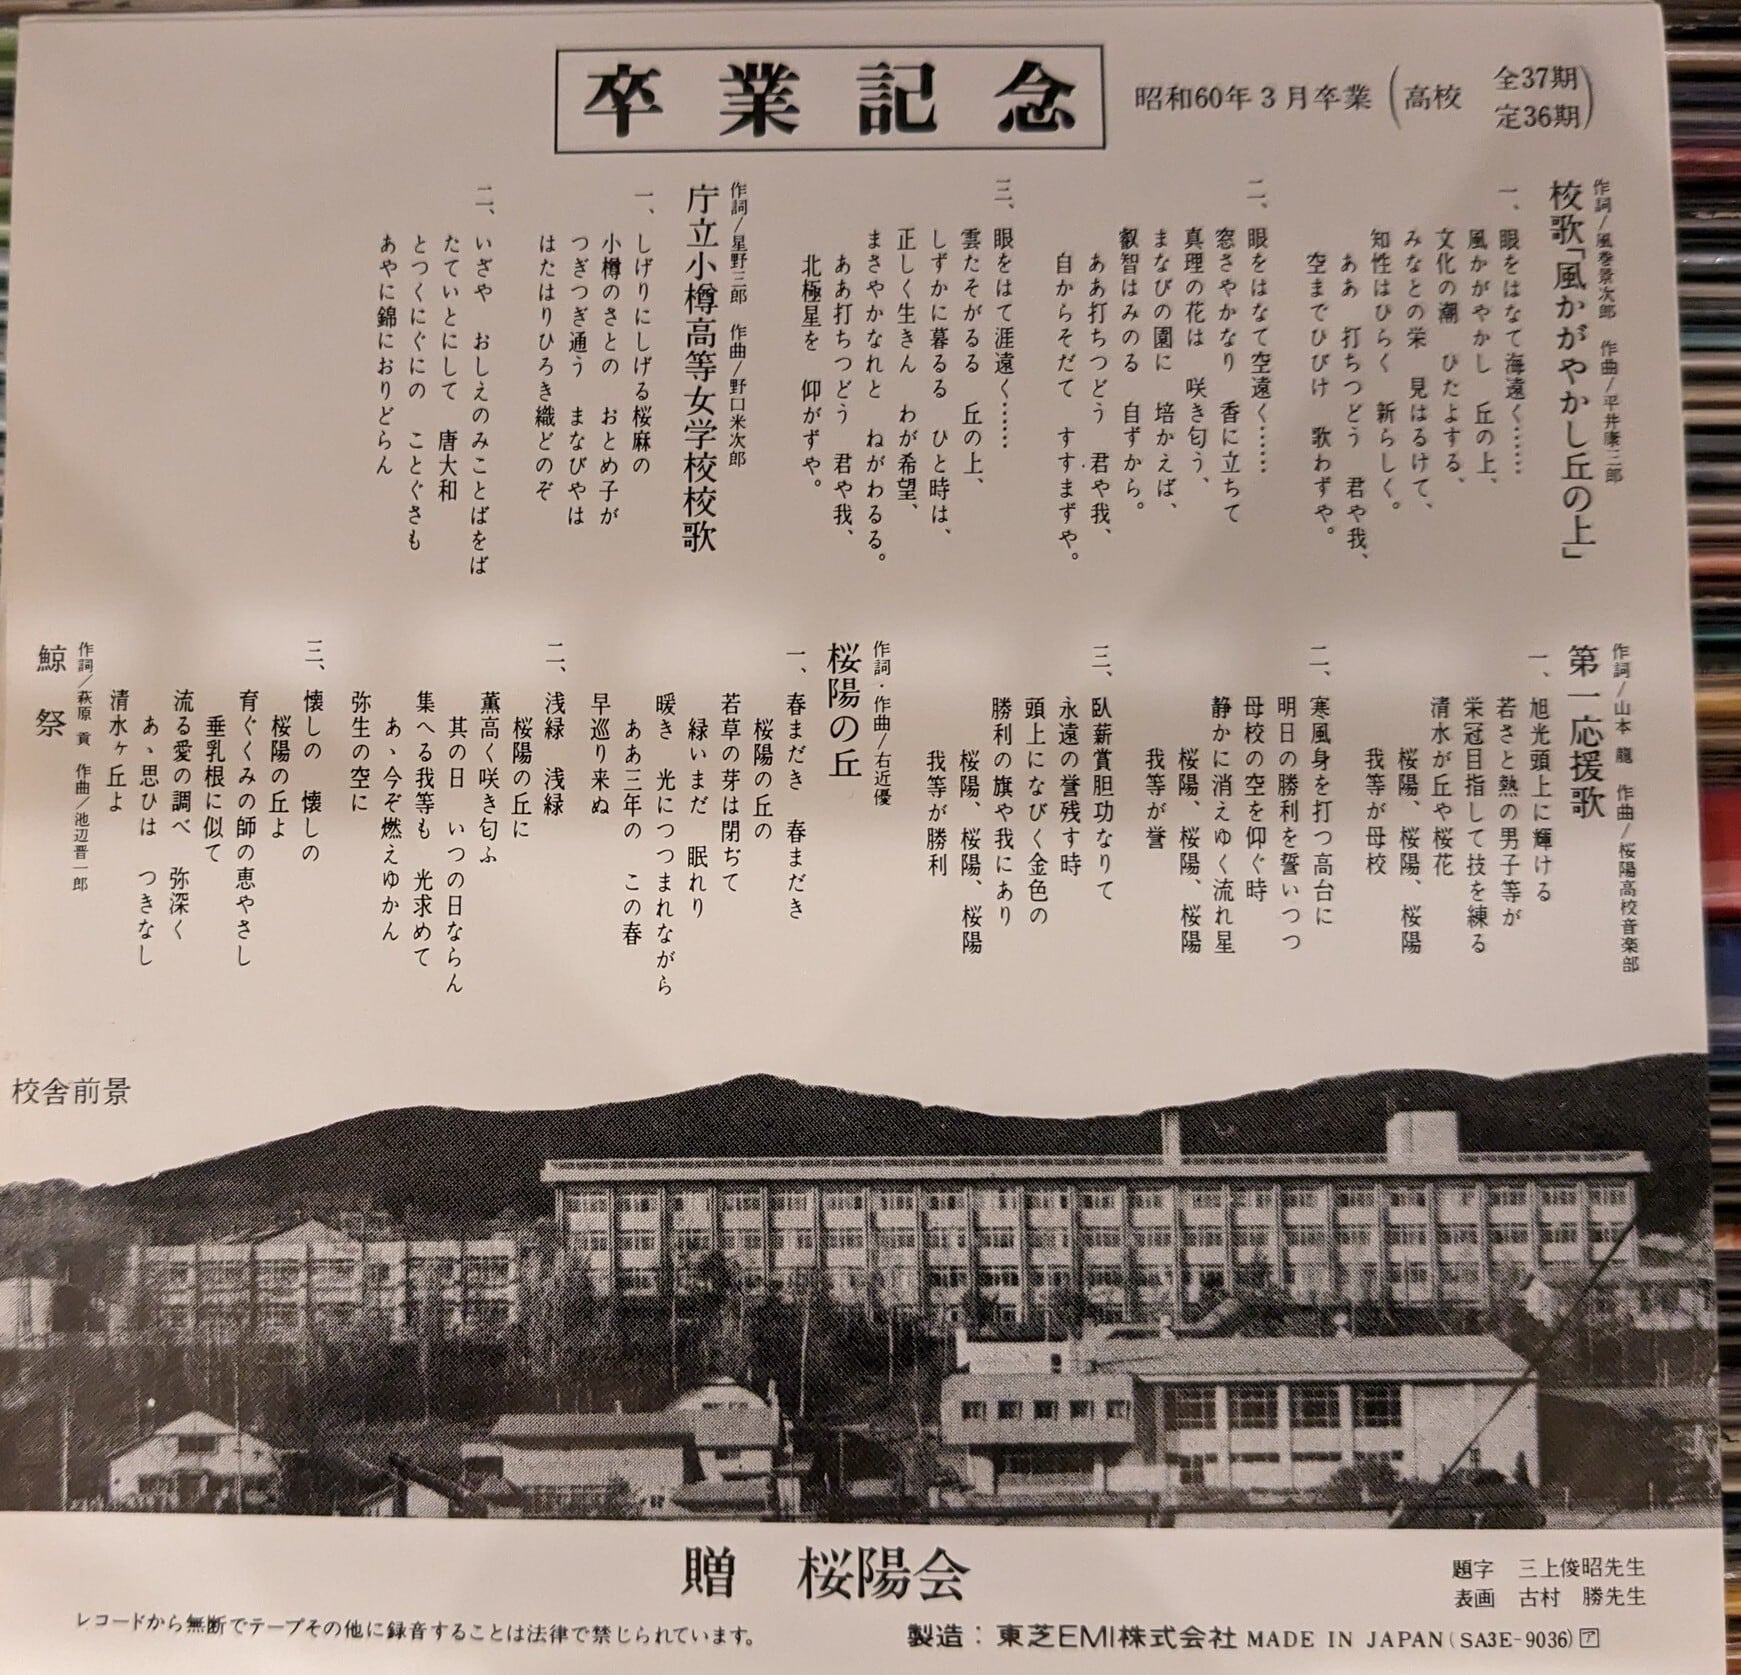 卒業記念
昭和60年3月卒業(高校 全37期 定36期)
作詞/風巻景次郎 作曲/平井康三郎
校歌「風かがやかし丘の上」
一、眼をはなて海遠く……
風かがやかし 丘の上、
文化の潮 ひたよする、
みなとの栄 見はるけて、
知性はひらく 新らしく。
ああ 打ちつどう 君や我、
空までひびけ 歌わずや。
二、眼をはなて空遠く……
窓さやかなり 香に立ちて
真理の花は 咲き匂う、
まなびの園に 培かえば、
叡智はみのる 自ずから。
ああ打ちつどう 君や我、
自からそだて すすまずや。
三、眼をはて涯遠く……
雲たそがるる 丘の上、
しずかに暮るる ひと時は、
正しく生きん わが希望、
まさやかなれと ねがわるる。
ああ打ちつどう 君や我、
北極星を 仰がずや。
作詞/星野三郎 作曲/野口米次郎
庁立小樽高等女学校校歌
一、しげりにしげる桜麻の
小樽のさとの おとめ子が
つぎつぎ通う まなびやは
はたはりひろき織どのぞ
二、いざや おしえのみことばをば
たていとにして 唐大和
とつくにぐにの ことぐさも
あやに錦におりどらん
作詞/山本 龍 作曲/桜陽高校音楽部
第一応援歌
一、旭光頭上に輝ける
若さと熱の男子等が
栄冠目指して技を練る
清水が丘や桜花
桜陽、桜陽、桜陽
我等が母校
二、寒風身を打つ高台に
明日の勝利を誓いつつ
母校の空を仰ぐ時
静かに消えゆく流れ星
桜陽、桜陽、桜陽
我等が誉
三、臥薪賞胆功なりて
永遠の誉残す時
頭上になびく金色の
勝利の旗や我にあり
桜陽、桜陽、桜陽
我等が勝利
作詞・作曲/右近優
桜陽の丘
一、春まだき 春まだき
桜陽の丘の
若草の芽は閉ぢて
緑いまだ 眠れり
暖き 光につつまれながら
ああ三年の この春
早巡り来ぬ
二、浅緑 浅緑
桜陽の丘に
薫高く咲き匂ふ
其の日 いつの日ならん
集へる我等も 光求めて
あゝ今ぞ燃えゆかん
弥生の空に
三、懐しの 懐しの
桜陽の丘よ
育ぐくみの師の恵やさし
垂乳根に似て
流る愛の調べ 弥深く
あゝ思ひは つきなし
清水ヶ丘よ
作詞/萩原 貢 作曲/池辺晋一郎
鯨祭
校舎前景
贈 桜陽会
題字 三上俊昭先生
表画 古村 勝先生
レコードから無断でテープその他に録音することは法律で禁じられています。
製造：東芝EMI株式会社 MADE IN JAPAN(SA3E-9036)ア